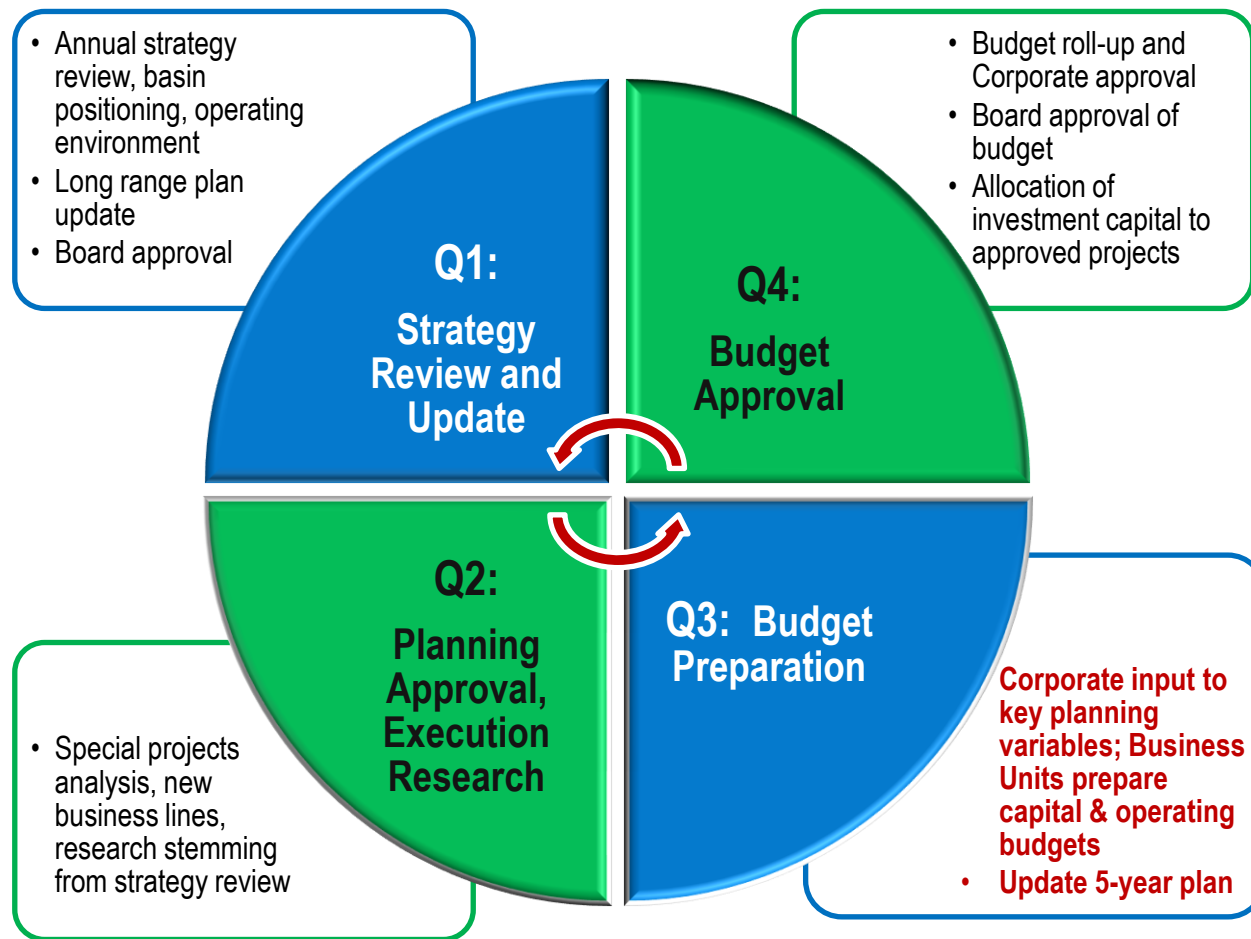 • Annual strategy
review, basin
positioning, operating
environment
• Long range plan
update
• Board approval
• Budget roll-up and
Corporate approval
• Board approval of
budget
• Allocation of
investment capital to
approved projects
Q1:
Strategy
Review and
Update
Q4:
Budget
Approval
Q2:
Planning
Approval,
Execution
Research
Q3: Budget
Preparation
• Special projects
analysis, new
business lines,
research stemming
from strategy review
Corporate input to
key planning
variables; Business
Units prepare
capital & operating
budgets
• Update 5-year plan